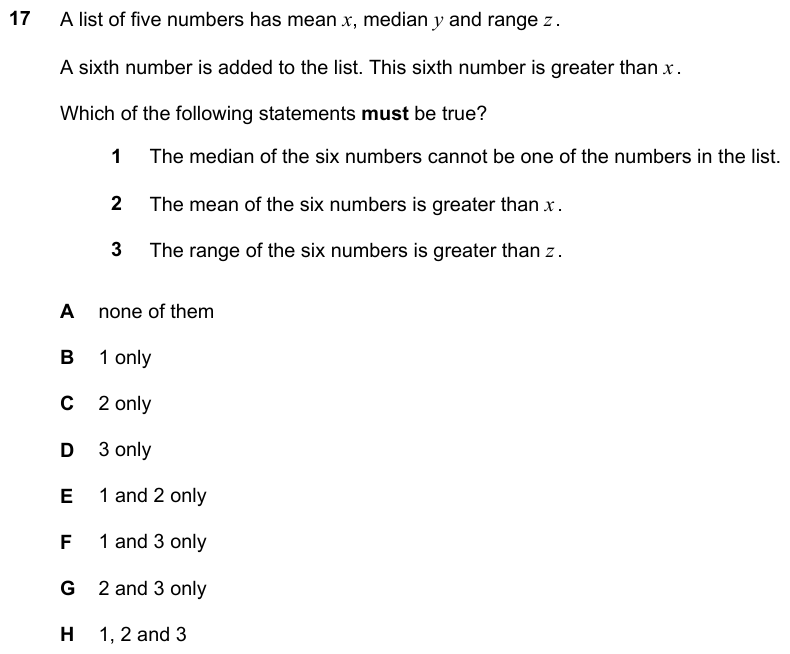 17 A list of five numbers has mean x, median y and range z.
A sixth number is added to the list. This sixth number is greater than x.
Which of the following statements must be true?
1 The median of the six numbers cannot be one of the numbers in the list.
2 The mean of the six numbers is greater than x.
3 The range of the six numbers is greater than z.
A none of them
B 1 only
C 2 only
D 3 only
E 1 and 2 only
F 1 and 3 only
G 2 and 3 only
H 1, 2 and 3